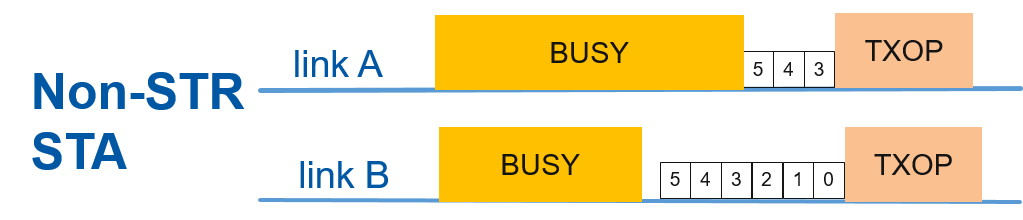 Non-STR
STA
link A
BUSY
5 4 3
TXOP
link B
BUSY
5 4 3 2 1 0
TXOP